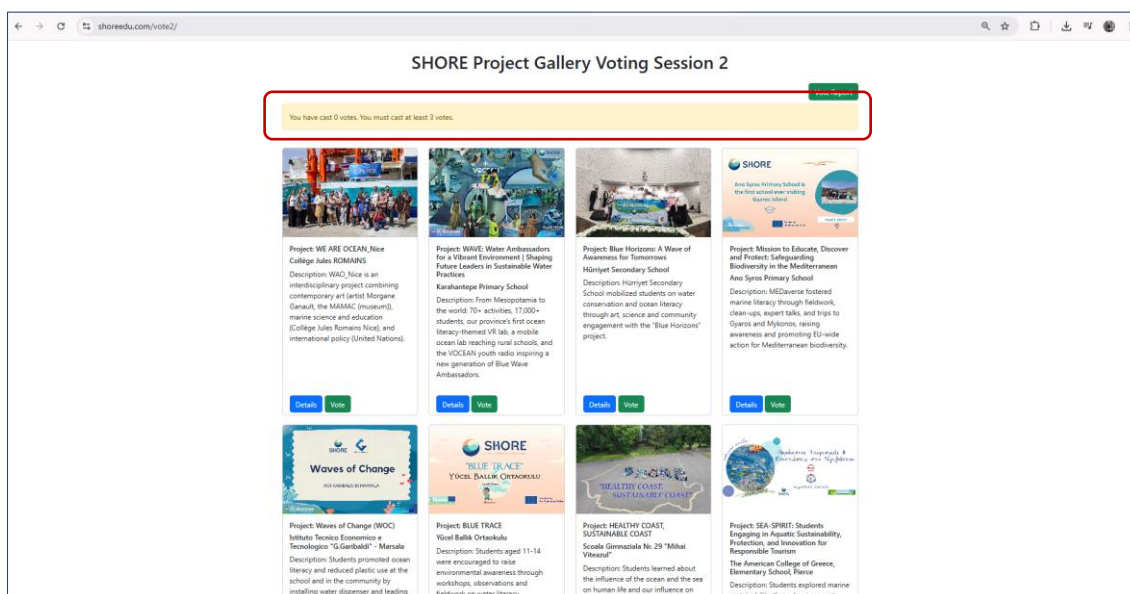 shoreedu.com/vote2/
SHORE Project Gallery Voting Session 2
Vote Report
You have cast 0 votes. You must cast at least 3 votes.
Project: WE ARE OCEAN_Nice
Collège Jules ROMAINS
Description: WAO_Nice is an
interdisciplinary project combining
contemporary art (artist Morgane
Ganault, the MAMAC (museum)),
marine science and education
(Collège Jules Romains Nice), and
international policy (United Nations).
Details Vote
Project: WAVE: Water Ambassadors
for a Vibrant Environment | Shaping
Future Leaders in Sustainable Water
Practices
Karahantepe Primary School
Description: From Mesopotamia to
the world: 70+ activities, 17,000+
students, our province's first ocean
literacy-themed VR lab, a mobile
ocean lab reaching rural schools, and
the VOCEAN youth radio inspiring a
new generation of Blue Wave
Ambassadors.
Details Vote
Project: Blue Horizons: A Wave of
Awareness for Tomorrows
Hürriyet Secondary School
Description: Hürriyet Secondary
School mobilized students on water
conservation and ocean literacy
through art, science and community
engagement with the "Blue Horizons"
project.
Details Vote
SHORE
Ano Syros Primary School is
the first school ever visiting
Gyaros Island
Project: Mission to Educate, Discover
and Protect: Safeguarding
Biodiversity in the Mediterranean
Ano Syros Primary School
Description: MEDaverse fostered
marine literacy through fieldwork,
clean-ups, expert talks, and trips to
Gyaros and Mykonos, raising
awareness and promoting EU-wide
action for Mediterranean biodiversity.
Details Vote
SHORE
Waves of Change
Project: Waves of Change (WOC)
Istituto Tecnico Economico e
Tecnologico "G.Garibaldi" - Marsala
Description: Students promoted ocean
literacy and reduced plastic use at the
school and in the community by
installing water dispenser and leading
SHORE
"BLUE TRACE"
YÜCEL BALLIK ORTAOKULU
Project: BLUE TRACE
Yücel Ballık Ortaokulu
Description: Students aged 11-14
were encouraged to raise
environmental awareness through
workshops, observations and
fieldwork on water literacy
SHORE
"HEALTHY COAST,
SUSTAINABLE COAST"
Project: HEALTHY COAST,
SUSTAINABLE COAST
Scoala Gimnaziala Nr. 29 "Mihai
Viteazul"
Description: Students learned about
the influence of the ocean and the sea
on human life and our influence on
Project: SEA-SPIRIT: Students
Engaging in Aquatic Sustainability,
Protection, and Innovation for
Responsible Tourism
The American College of Greece,
Elementary School, Pierce
Description: Students explored marine